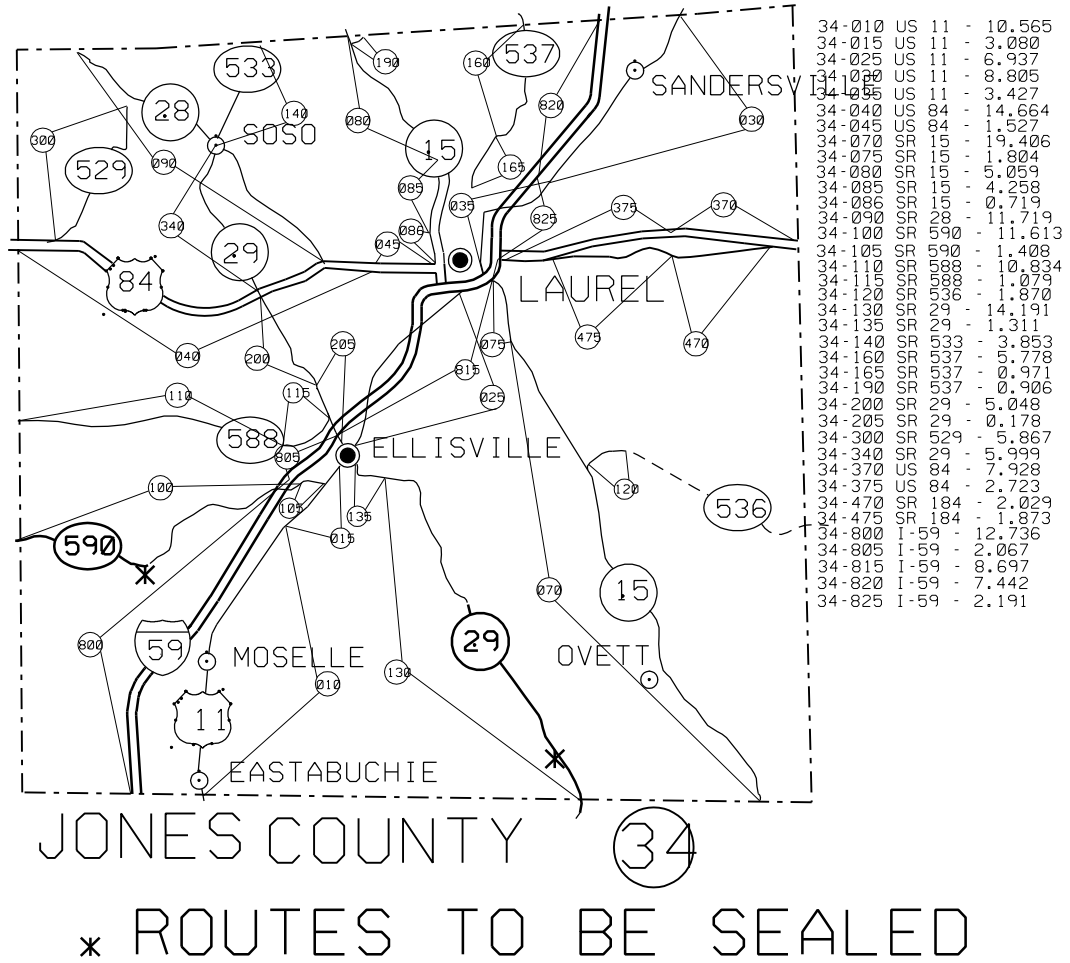 34-010 US 11 - 10.565
34-015 US 11 - 3.080
34-025 US 11 - 6.937
34-030 US 11 - 8.805
34-035 US 11 - 3.427
34-040 US 84 - 14.664
34-045 US 84 - 1.527
34-070 SR 15 - 19.406
34-075 SR 15 - 1.804
34-080 SR 15 - 5.059
34-085 SR 15 - 4.258
34-086 SR 15 - 0.719
34-090 SR 28 - 11.719
34-100 SR 590 - 11.613
34-105 SR 590 - 1.408
34-110 SR 588 - 10.834
34-115 SR 588 - 1.079
34-120 SR 536 - 1.870
34-130 SR 29 - 14.191
34-135 SR 29 - 1.311
34-140 SR 533 - 3.853
34-160 SR 537 - 5.778
34-165 SR 537 - 0.971
34-190 SR 537 - 0.906
34-200 SR 29 - 5.048
34-205 SR 29 - 0.178
34-300 SR 529 - 5.867
34-340 SR 29 - 5.999
34-370 US 84 - 7.928
34-375 US 84 - 2.723
34-470 SR 184 - 2.029
34-475 SR 184 - 1.873
34-800 I-59 - 12.736
34-805 I-59 - 2.067
34-815 I-59 - 8.697
34-820 I-59 - 7.442
34-825 I-59 - 2.191
533
190
160
537
SANDERSVILLE
28
140
080
820
030
300
SOSO
15
529
090
165
085
035
375
370
340
086
825
29
045
84
LAUREL
040
200
205
075
475
470
815
110
115
025
588
805
ELLISVILLE
100
120
105
135
536
590
015
070
15
800
59
29
MOSELLE
OVETT
130
010
11
EASTABUCHIE
JONES COUNTY
34
* ROUTES TO BE SEALED